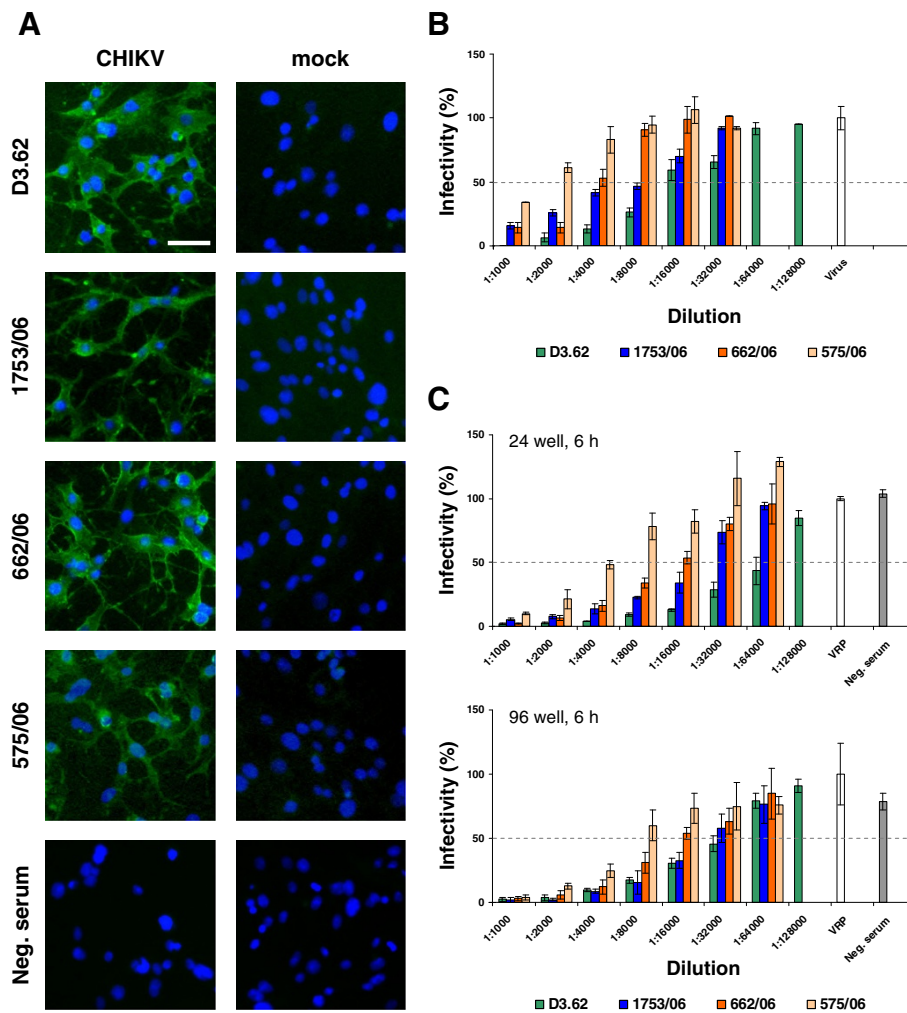 A
CHIKV
mock
D3.62
1753/06
662/06
575/06
Neg. serum
B
150
100
50
0
Infectivity (%)
1:1000
1:2000
1:4000
1:8000
1:16000
1:32000
1:64000
1:128000
Virus
Dilution
D3.62
1753/06
662/06
575/06
C
24 well, 6 h
150
100
50
0
Infectivity (%)
1:1000
1:2000
1:4000
1:8000
1:16000
1:32000
1:64000
1:128000
VRP
Neg. serum
96 well, 6 h
150
100
50
0
Infectivity (%)
1:1000
1:2000
1:4000
1:8000
1:16000
1:32000
1:64000
1:128000
VRP
Neg. serum
Dilution
D3.62
1753/06
662/06
575/06